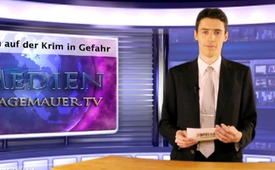 auf der Krim in Gefahr
MEDIEN
AGEMAUER.TV